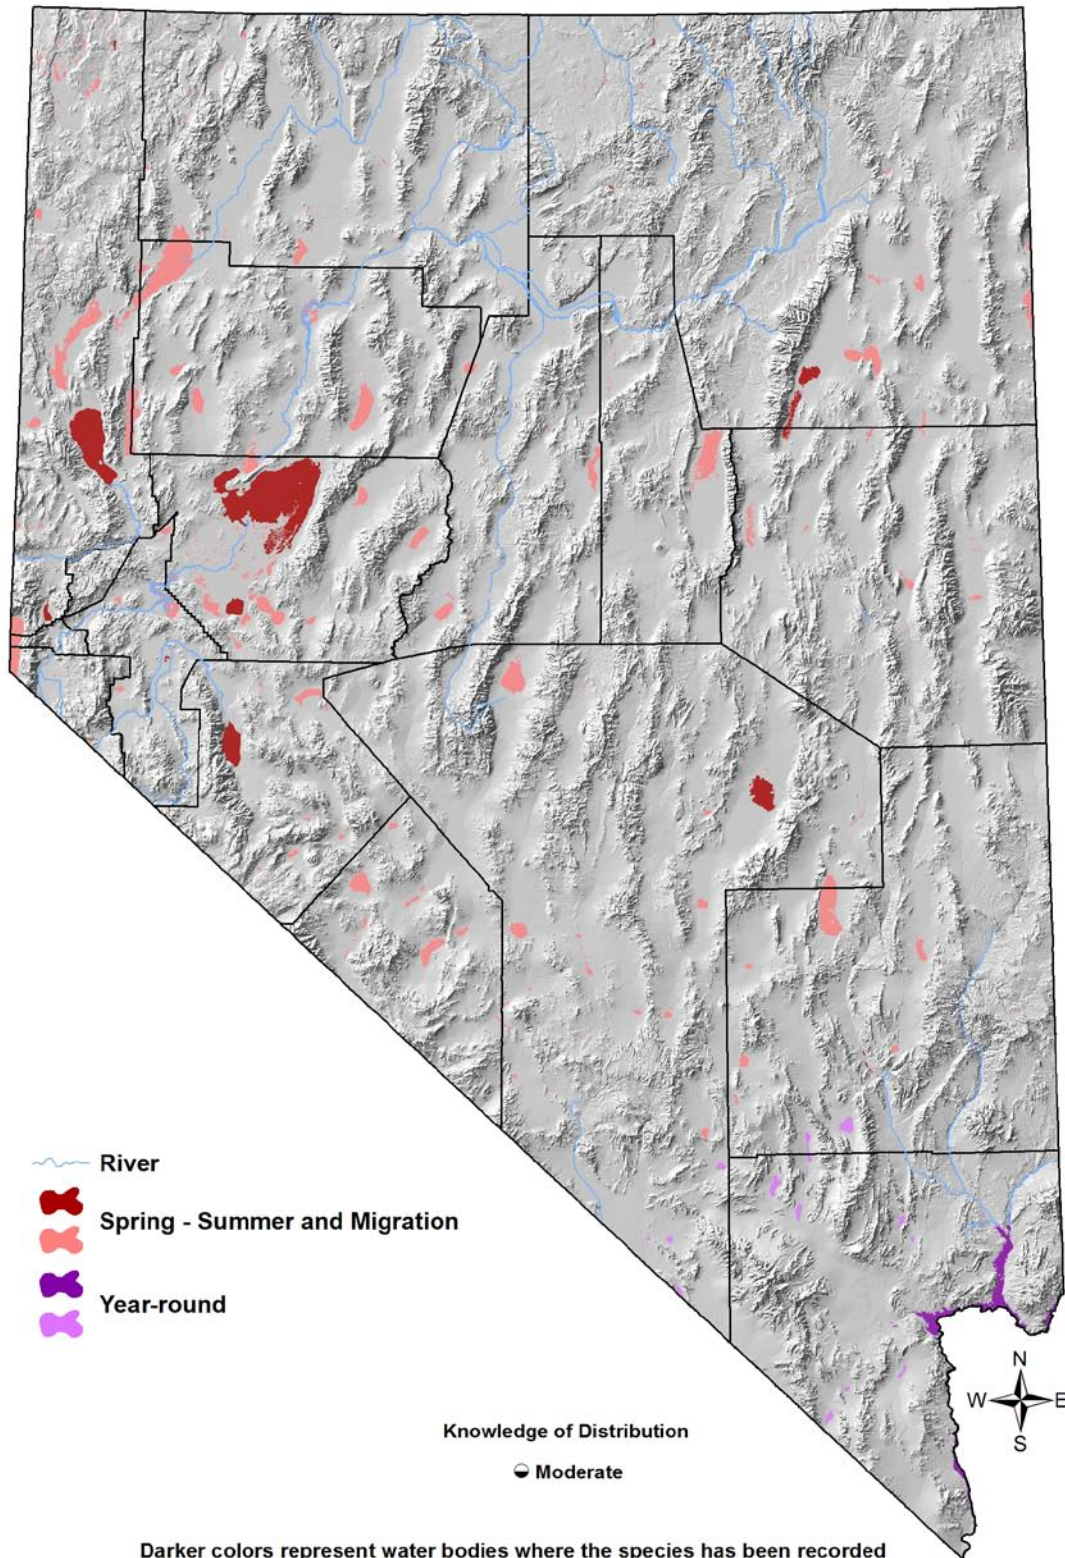 River
Spring - Summer and Migration
Year-round
N
W E
S
Knowledge of Distribution
Moderate
Darker colors represent water bodies where the species has been recorded